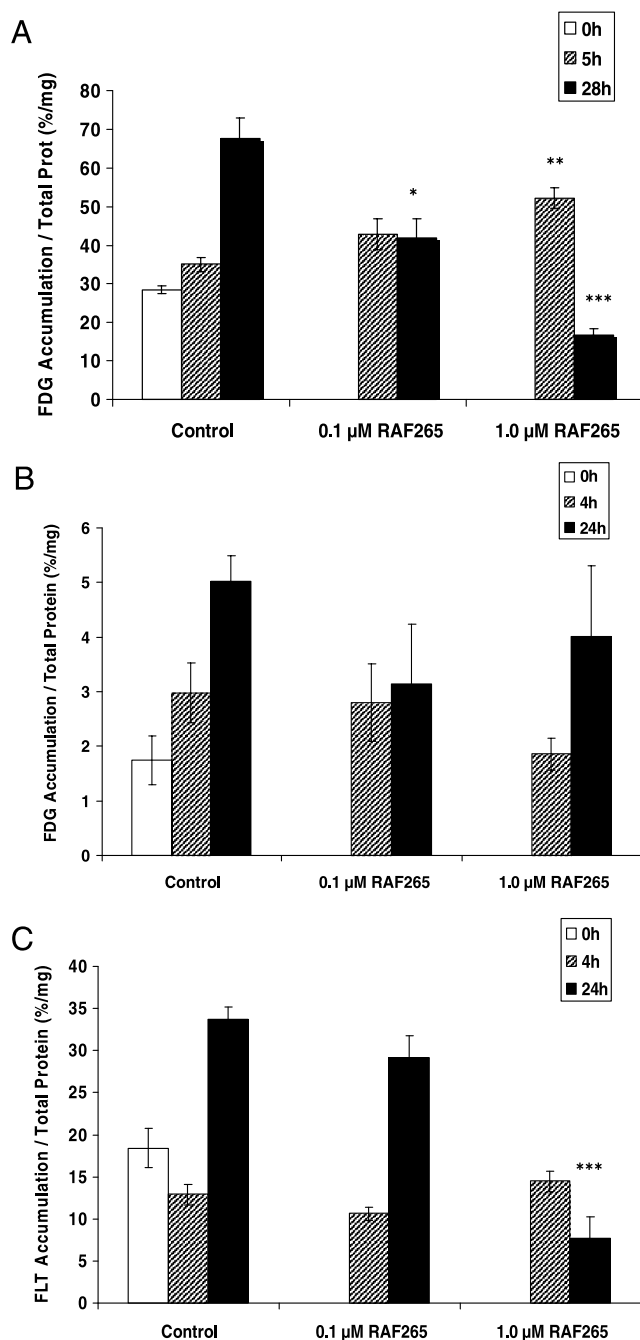 A
0h
5h
28h
FDG Accumulation / Total Prot (%/mg)
80
70
60
50
40
30
20
10
0
*
**
***
Control
0.1 µM RAF265
1.0 µM RAF265
B
0h
4h
24h
FDG Accumulation / Total Protein (%/mg)
6
5
4
3
2
1
0
Control
0.1 µM RAF265
1.0 µM RAF265
C
0h
4h
24h
FLT Accumulation / Total Protein (%/mg)
40
35
30
25
20
15
10
5
0
***
Control
0.1 µM RAF265
1.0 µM RAF265